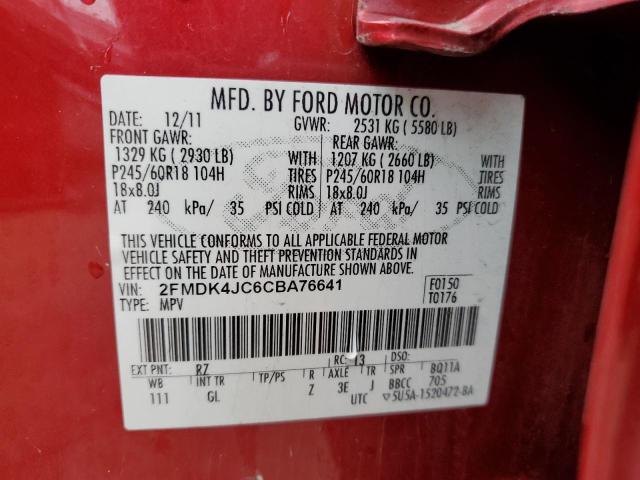 MFD. BY FORD MOTOR CO.
DATE: 12/11 GVWR: 2531 KG ( 5580 LB)
FRONT GAWR: REAR GAWR:
1329 KG ( 2930 LB) WITH 1207 KG ( 2660 LB) WITH
P245/60R18 104H TIRES P245/60R18 104H TIRES
18x8.0J RIMS 18x8.0J RIMS
AT 240 kPa/ 35 PSI COLD AT 240 kPa/ 35 PSI COLD
THIS VEHICLE CONFORMS TO ALL APPLICABLE FEDERAL MOTOR
VEHICLE SAFETY AND THEFT PREVENTION STANDARDS IN
EFFECT ON THE DATE OF MANUFACTURE SHOWN ABOVE.
VIN: 2FMDK4JC6CBA76641 F0150
TYPE: MPV T0176
EXT PNT: RZ RC: 13 DSO:
WB INT TR TP/PS R AXLE TR SPR BQ11A
111 GL Z 3E J BBCC 705
UTC ▽5U5A-1520472-BA